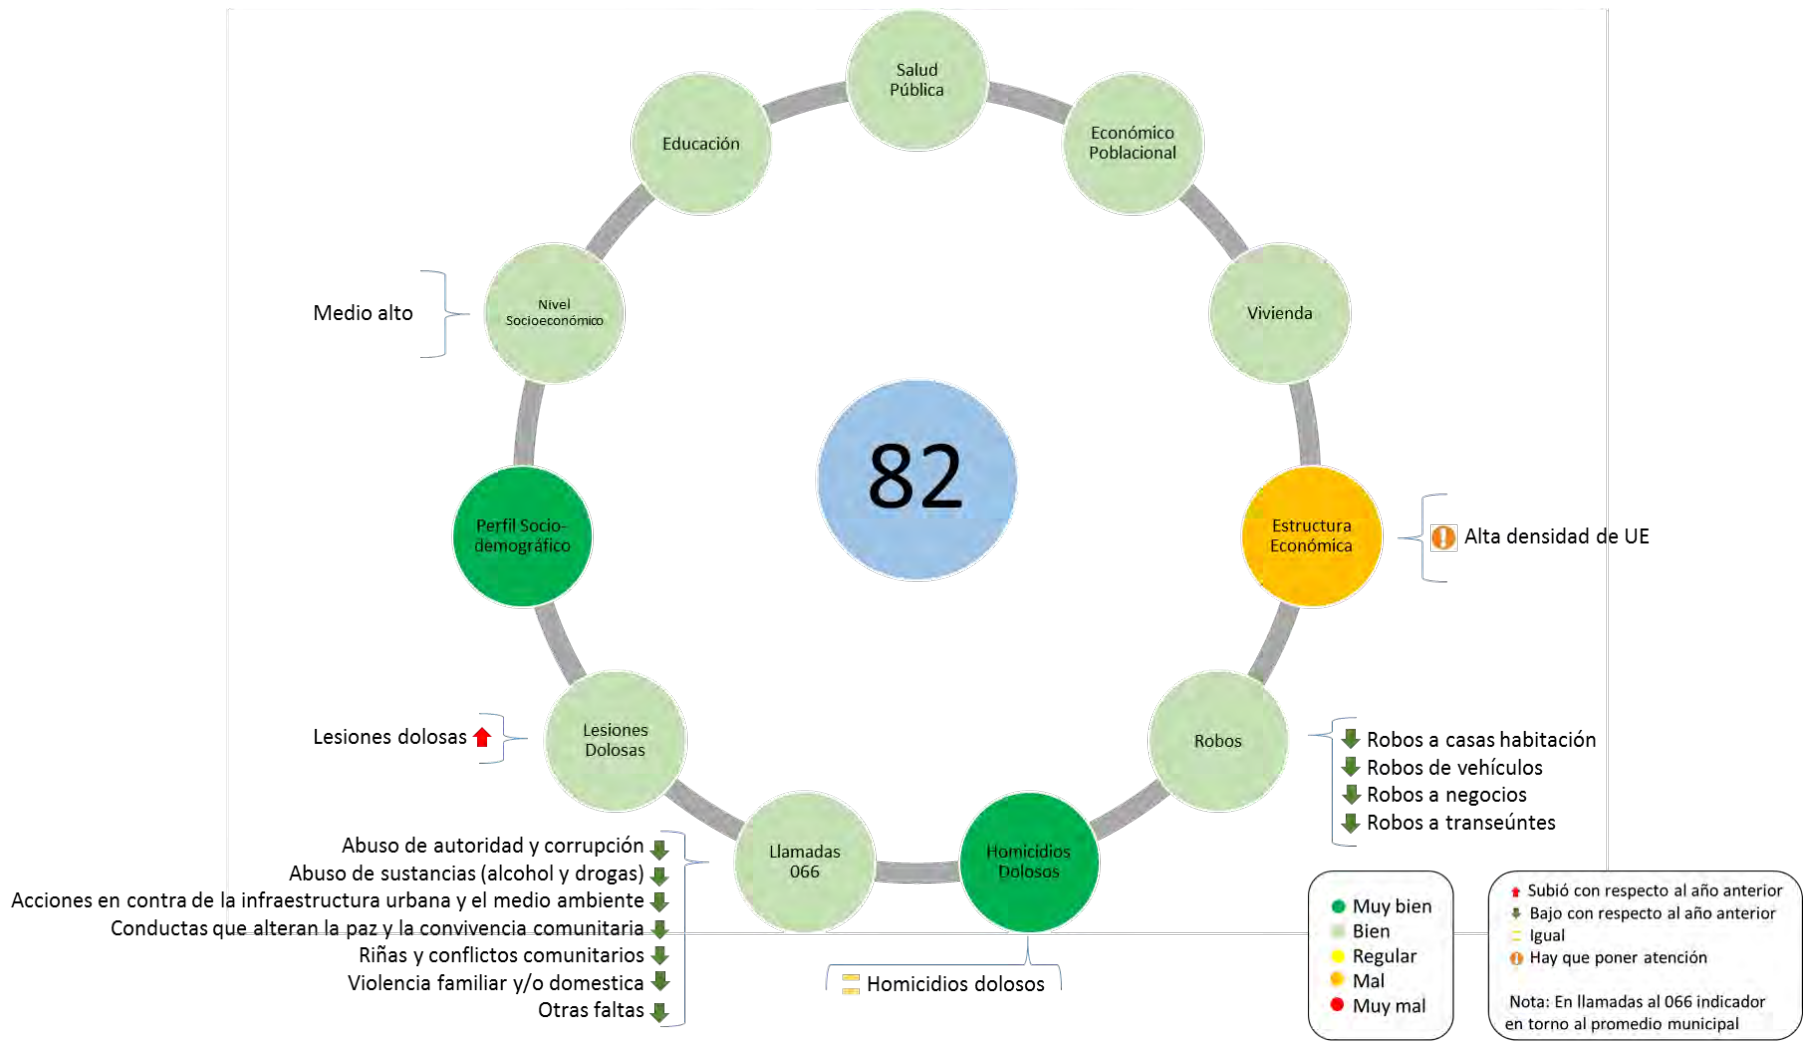 Salud
Pública
Educación
Económico
Poblacional
Medio alto
Nivel
Socioeconómico
Vivienda
82
Perfil Socio-
demográfico
Estructura
Económica
Alta densidad de UE
Lesiones dolosas
Lesiones
Dolosas
Robos
Robos a casas habitación
Robos de vehículos
Robos a negocios
Robos a transeúntes
Abuso de autoridad y corrupción
Abuso de sustancias (alcohol y drogas)
Acciones en contra de la infraestructura urbana y el medio ambiente
Conductas que alteran la paz y la convivencia comunitaria
Riñas y conflictos comunitarios
Violencia familiar y/o domestica
Otras faltas
Llamadas
066
Homicidios
Dolosos
Homicidios dolosos
Muy bien
Bien
Regular
Mal
Muy mal
Subió con respecto al año anterior
Bajo con respecto al año anterior
Igual
Hay que poner atención
Nota: En llamadas al 066 indicador
en torno al promedio municipal